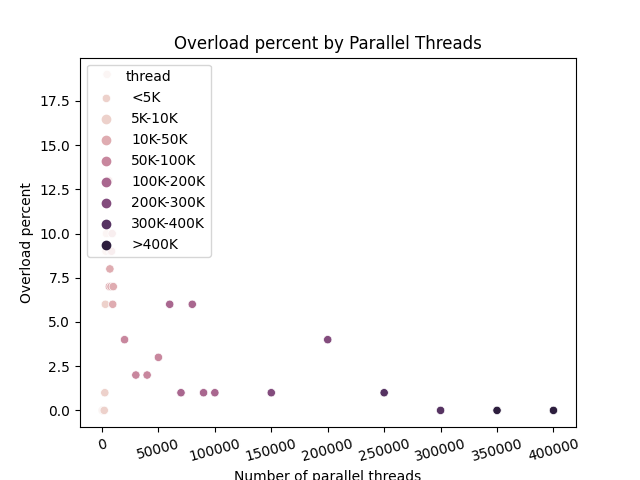 Overload percent by Parallel Threads
thread
<5K
5K-10K
10K-50K
50K-100K
100K-200K
200K-300K
300K-400K
>400K
17.5
15.0
12.5
10.0
7.5
5.0
2.5
0.0
Overload percent
0
50000
100000
150000
200000
250000
300000
350000
400000
Number of parallel threads